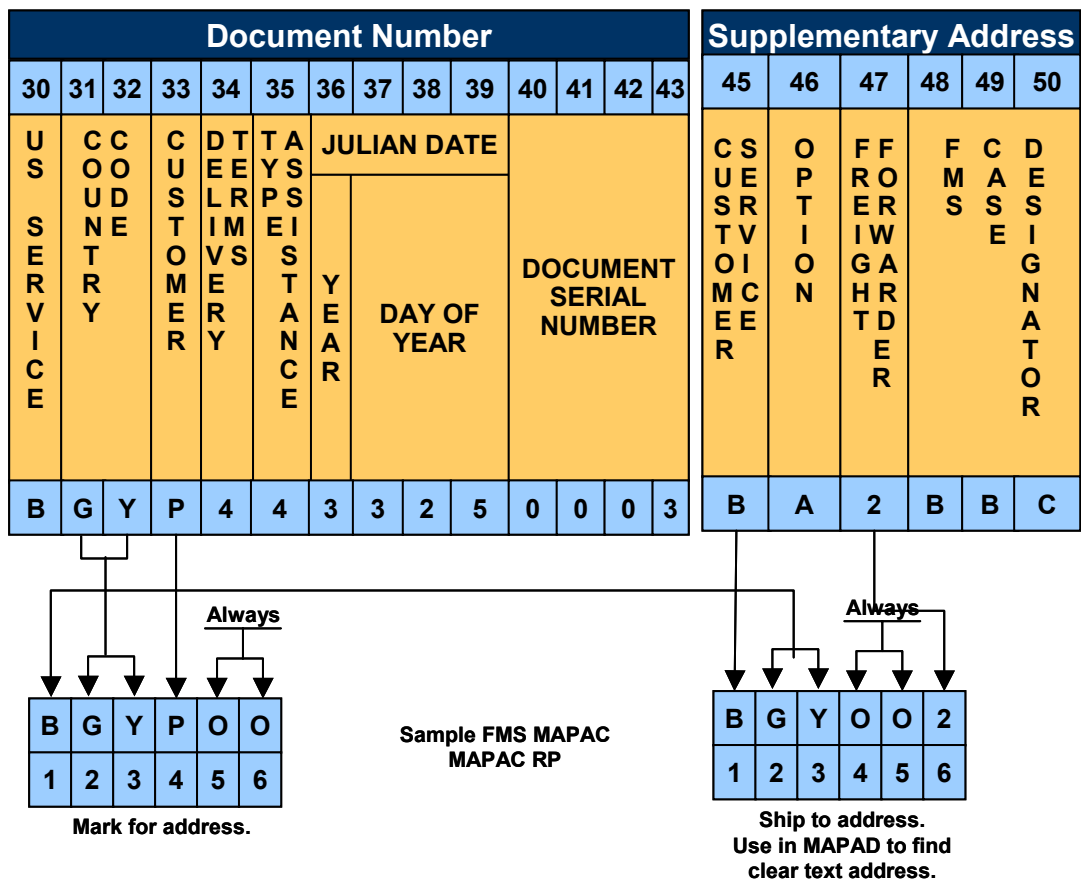 Document Number
30 31 32 33 34 35 36 37 38 39 40 41 42 43
US SERVICE
COUNTRY CODE
CUSTOMER
DELIVERY TERMS
TYPE ASSISTANCE
JULIAN DATE
YEAR
DAY OF
YEAR
DOCUMENT
SERIAL
NUMBER
B G Y P 4 4 3 3 2 5 0 0 0 3
Supplementary Address
45 46 47 48 49 50
CUSTOMER SERVICE
OPTION
FREIGHT FORWARDER
FMS CASE DESIGNATOR
B A 2 B B C
Always
B G Y P O O
1 2 3 4 5 6
Mark for address.
Sample FMS MAPAC
MAPAC RP
Always
B G Y O O 2
1 2 3 4 5 6
Ship to address.
Use in MAPAD to find
clear text address.